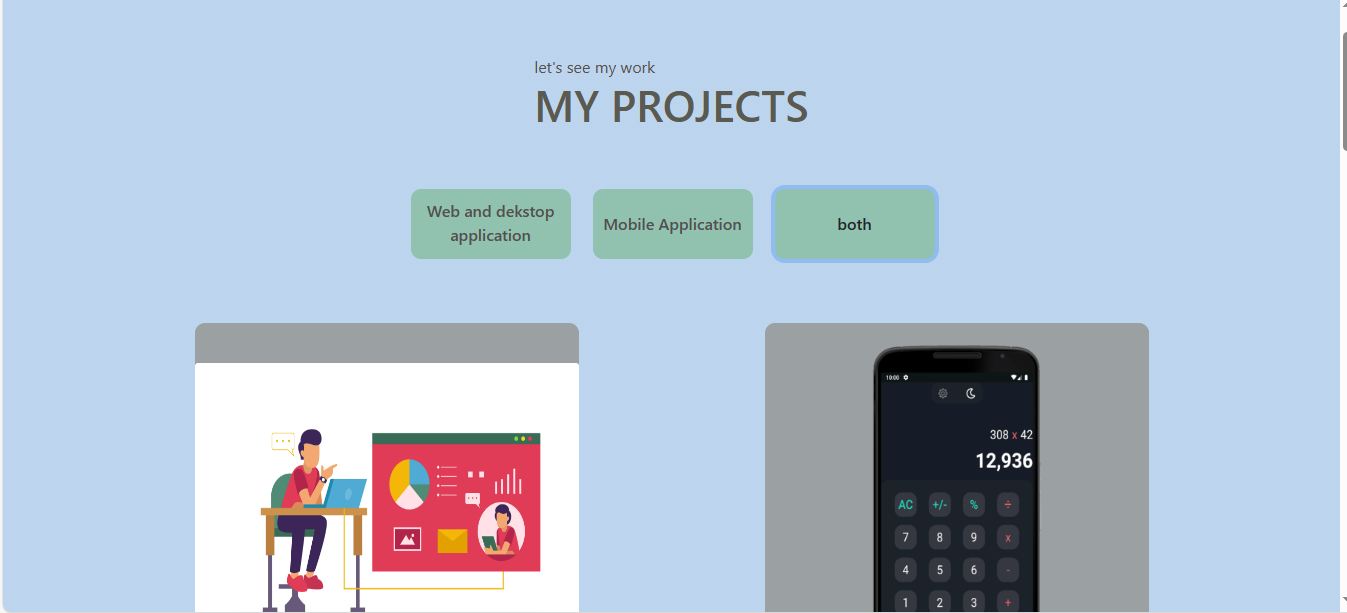 let's see my work
MY PROJECTS
Web and dekstop
application
Mobile Application
both
10:00
308 x 42
12,936
AC +/- % ÷
7 8 9 x
4 5 6 -
1 2 3 +